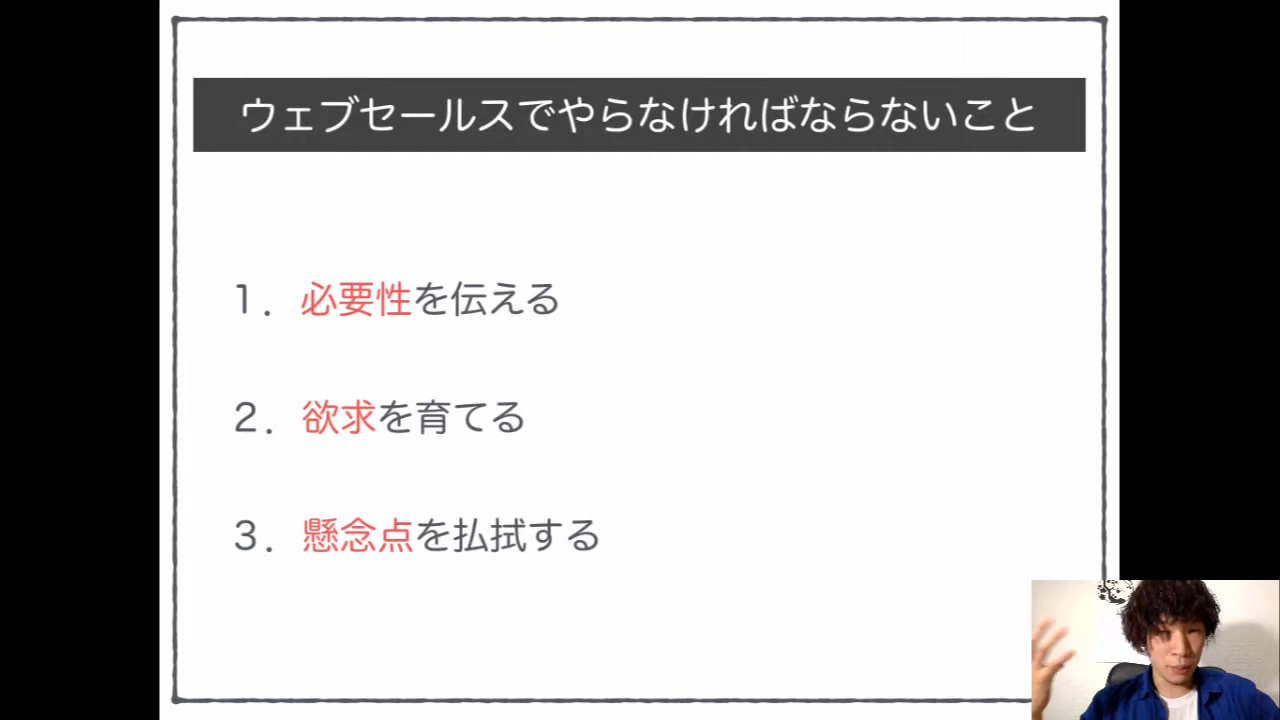 ウェブセールスでやらなければならないこと
１．必要性を伝える
２．欲求を育てる
３．懸念点を払拭する